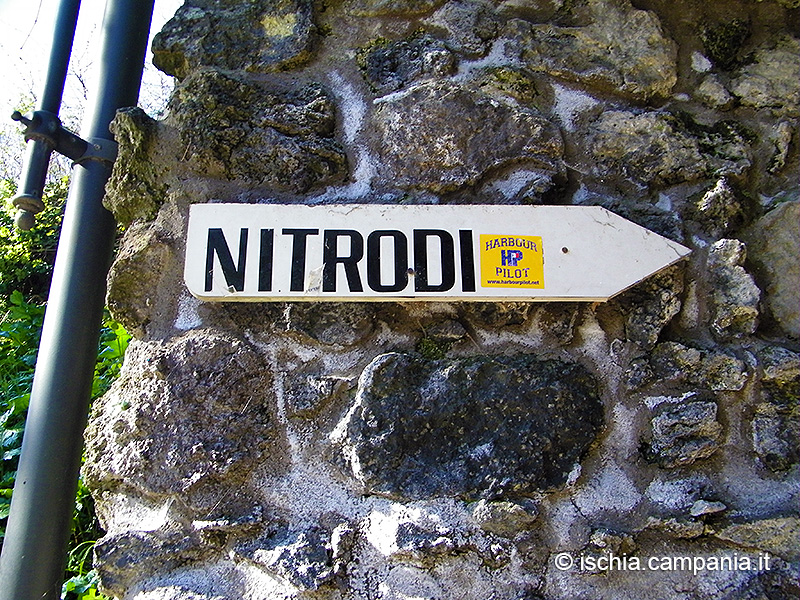 NITRODI
HARBOUR
HP
PILOT
www.harbourpilot.net
© ischia.campania.it